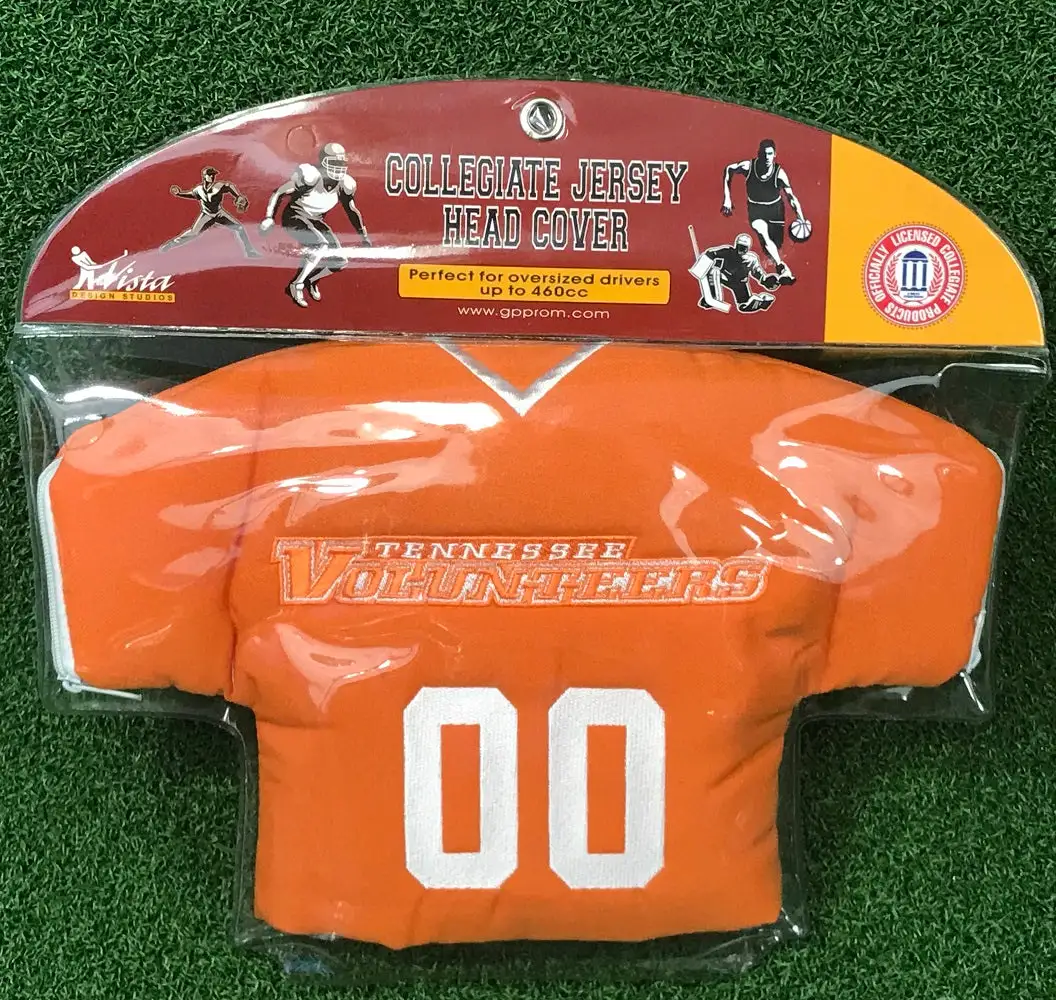 COLLEGIATE JERSEY
HEAD COVER
Perfect for oversized drivers
up to 460cc
www.gpprom.com
Vista
DESIGN STUDIOS
OFFICIALLY LICENSED COLLEGIATE PRODUCTS
TENNESSEE
VOLUNTEERS
00